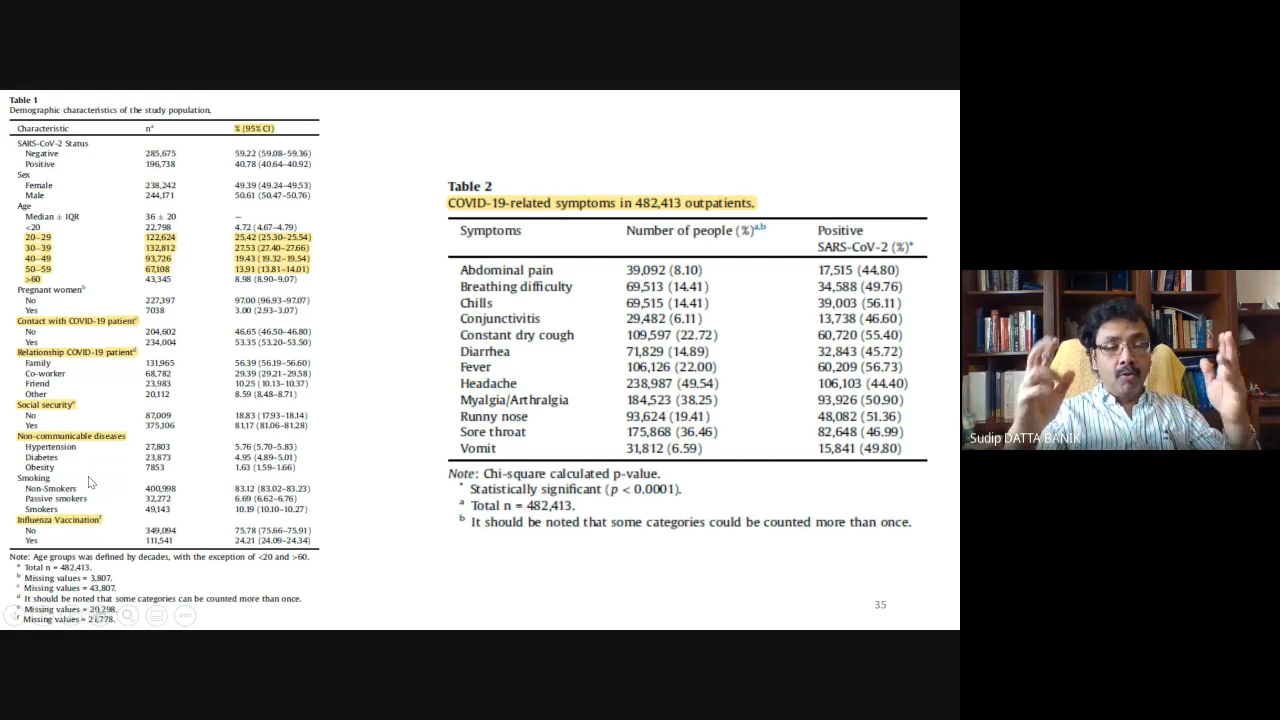 Table 1
Demographic characteristics of the study population.
Characteristic nᵃ % (95% CI)
SARS-CoV-2 Status
Negative 285,675 59.22 (59.08–59.36)
Positive 196,738 40.78 (40.64–40.92)
Sex
Female 238,242 49.39 (49.24–49.53)
Male 244,171 50.61 (50.47–50.76)
Age
Median ± IQR 36 ± 20 –
<20 22,798 4.72 (4.67–4.79)
20–29 122,624 25.42 (25.30–25.54)
30–39 132,812 27.53 (27.40–27.66)
40–49 93,726 19.43 (19.32–19.54)
50–59 67,108 13.91 (13.81–14.01)
>60 43,345 8.98 (8.90–9.07)
Pregnant womenᵇ
No 227,397 97.00 (96.93–97.07)
Yes 7038 3.00 (2.93–3.07)
Contact with COVID-19 patientᶜ
No 204,602 46.65 (46.50–46.80)
Yes 234,004 53.35 (53.20–53.50)
Relationship COVID-19 patientᵈ
Family 131,965 56.39 (56.19–56.60)
Co-worker 68,782 29.39 (29.21–29.58)
Friend 23,983 10.25 (10.13–10.37)
Other 20,112 8.59 (8.48–8.71)
Social securityᵉ
No 87,009 18.83 (17.93–18.14)
Yes 375,106 81.17 (81.06–81.28)
Non-communicable diseases
Hypertension 27,803 5.76 (5.70–5.83)
Diabetes 23,873 4.95 (4.89–5.01)
Obesity 7853 1.63 (1.59–1.66)
Smoking
Non-Smokers 400,998 83.12 (83.02–83.23)
Passive smokers 32,272 6.69 (6.62–6.76)
Smokers 49,143 10.19 (10.10–10.27)
Influenza Vaccinationᶠ
No 349,094 75.78 (75.66–75.91)
Yes 111,541 24.21 (24.09–24.34)
Note: Age groups was defined by decades, with the exception of <20 and >60.
ᵃ Total n = 482,413.
ᵇ Missing values = 3,807.
ᶜ Missing values = 43,807.
ᵈ It should be noted that some categories can be counted more than once.
ᵉ Missing values = 20,298.
ᶠ Missing values = 21,778.
Table 2
COVID-19-related symptoms in 482,413 outpatients.
Symptoms Number of people (%)ᵃ,ᵇ Positive
SARS-CoV-2 (%)*
Abdominal pain 39,092 (8.10) 17,515 (44.80)
Breathing difficulty 69,513 (14.41) 34,588 (49.76)
Chills 69,515 (14.41) 39,003 (56.11)
Conjunctivitis 29,482 (6.11) 13,738 (46.60)
Constant dry cough 109,597 (22.72) 60,720 (55.40)
Diarrhea 71,829 (14.89) 32,843 (45.72)
Fever 106,126 (22.00) 60,209 (56.73)
Headache 238,987 (49.54) 106,103 (44.40)
Myalgia/Arthralgia 184,523 (38.25) 93,926 (50.90)
Runny nose 93,624 (19.41) 48,082 (51.36)
Sore throat 175,868 (36.46) 82,648 (46.99)
Vomit 31,812 (6.59) 15,841 (49.80)
Note: Chi-square calculated p-value.
* Statistically significant (p < 0.0001).
ᵃ Total n = 482,413.
ᵇ It should be noted that some categories could be counted more than once.
35
Sudip DATTA BANIK